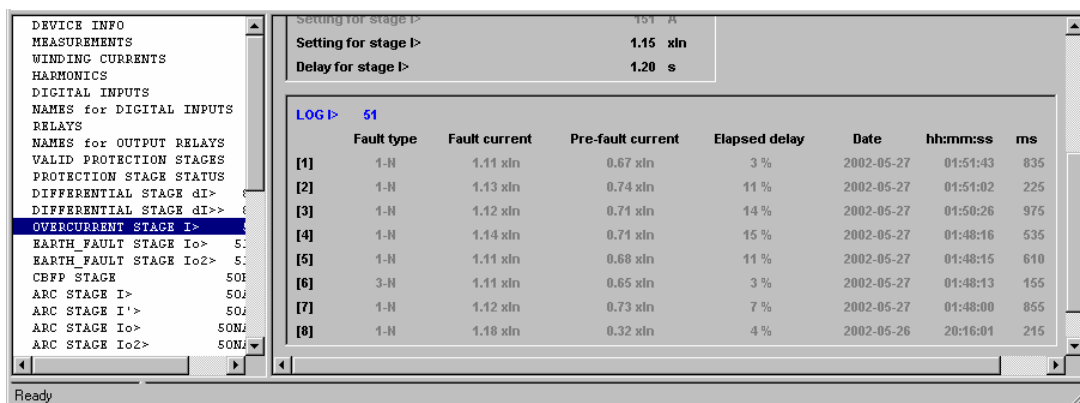 DEVICE INFO
MEASUREMENTS
WINDING CURRENTS
HARMONICS
DIGITAL INPUTS
NAMES for DIGITAL INPUTS
RELAYS
NAMES for OUTPUT RELAYS
VALID PROTECTION STAGES
PROTECTION STAGE STATUS
DIFFERENTIAL STAGE dI>
DIFFERENTIAL STAGE dI>>
OVERCURRENT STAGE I>
EARTH_FAULT STAGE Io> 5
EARTH_FAULT STAGE Io2> 5
CBFP STAGE 50
ARC STAGE I> 50
ARC STAGE I'> 50
ARC STAGE Io> 50N
ARC STAGE Io2> 50N
Setting for stage I> 151 A
Setting for stage I> 1.15 xIn
Delay for stage I> 1.20 s
LOG I> 51
Fault type Fault current Pre-fault current Elapsed delay Date hh:mm:ss ms
[1] 1-N 1.11 xIn 0.67 xIn 3 % 2002-05-27 01:51:43 835
[2] 1-N 1.13 xIn 0.74 xIn 11 % 2002-05-27 01:51:02 225
[3] 1-N 1.12 xIn 0.71 xIn 14 % 2002-05-27 01:50:26 975
[4] 1-N 1.14 xIn 0.71 xIn 15 % 2002-05-27 01:48:16 535
[5] 1-N 1.11 xIn 0.68 xIn 11 % 2002-05-27 01:48:15 610
[6] 3-N 1.11 xIn 0.65 xIn 3 % 2002-05-27 01:48:13 155
[7] 1-N 1.12 xIn 0.73 xIn 7 % 2002-05-27 01:48:00 855
[8] 1-N 1.18 xIn 0.32 xIn 4 % 2002-05-26 20:16:01 215
Ready